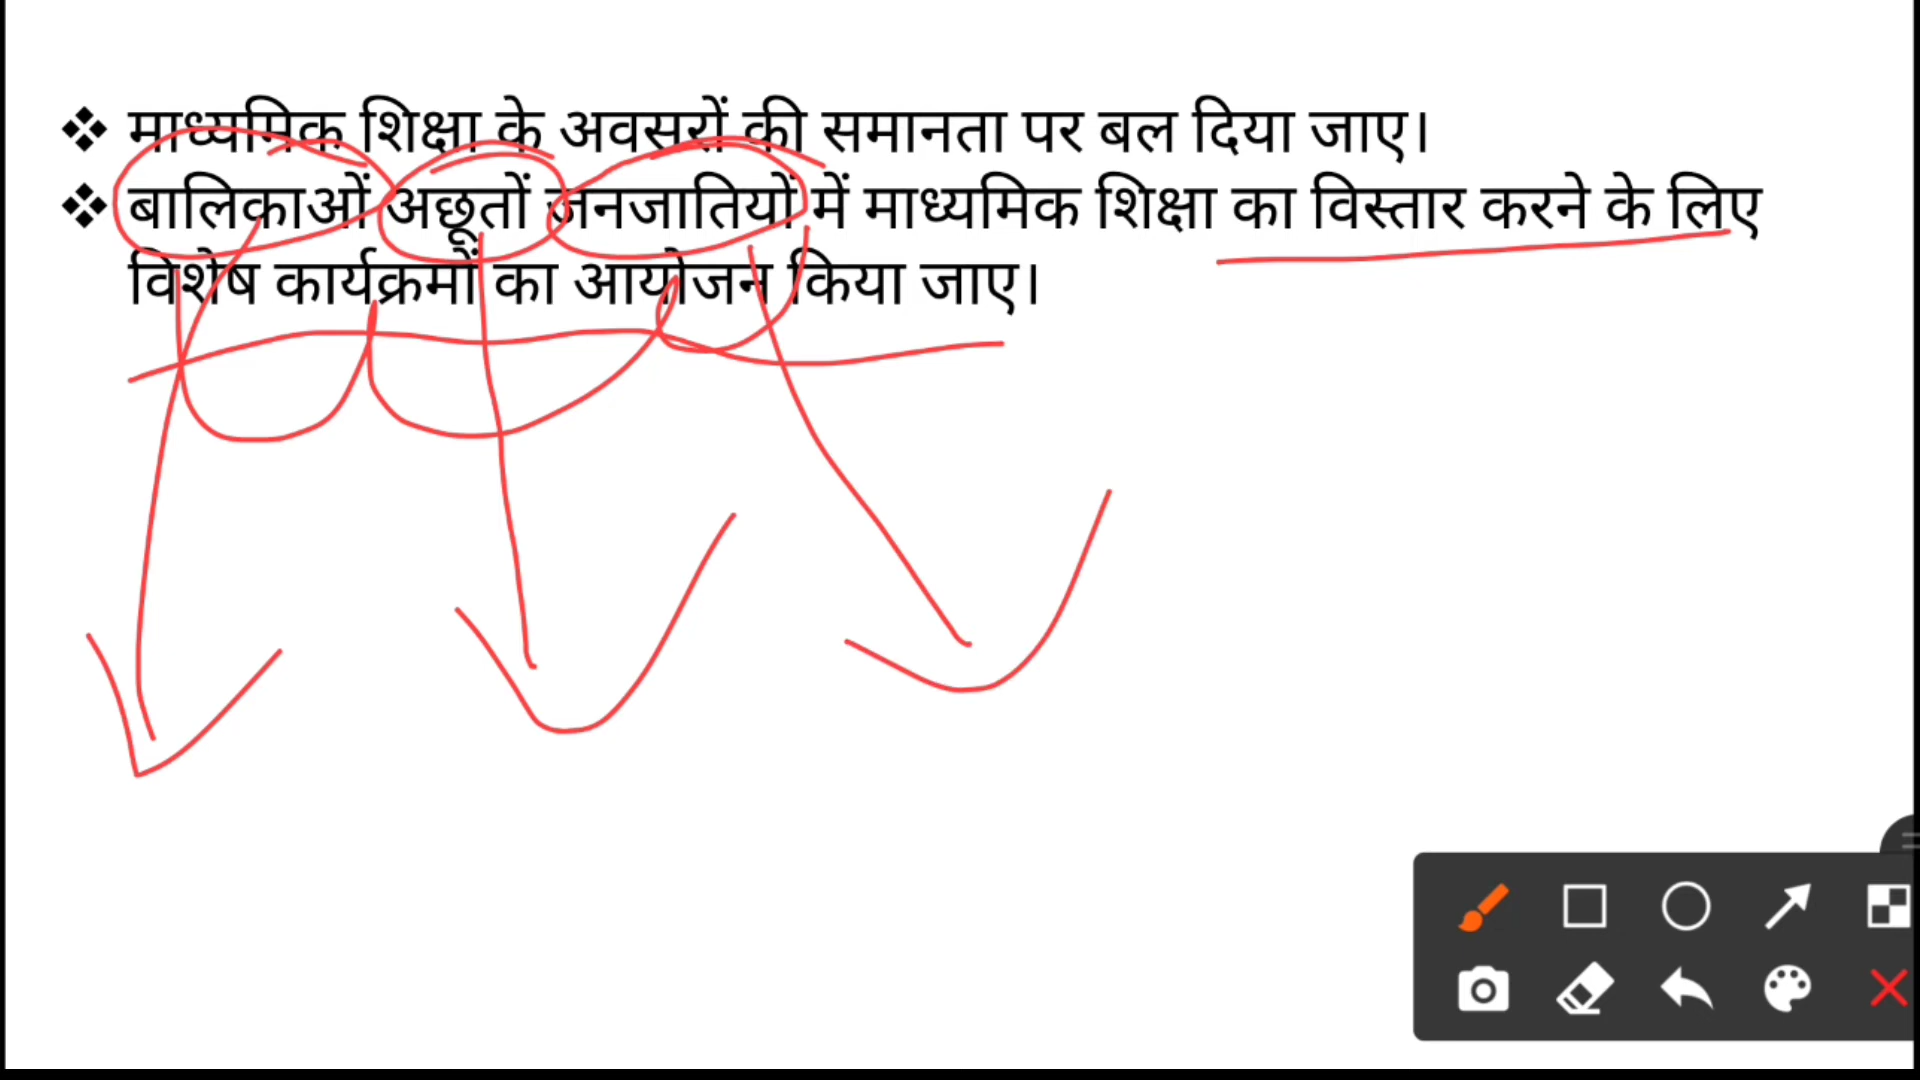 ❖ माध्यमिक शिक्षा के अवसरों की समानता पर बल दिया जाए।
❖ बालिकाओं अछूतों जनजातियों में माध्यमिक शिक्षा का विस्तार करने के लिए
विशेष कार्यक्रमों का आयोजन किया जाए।